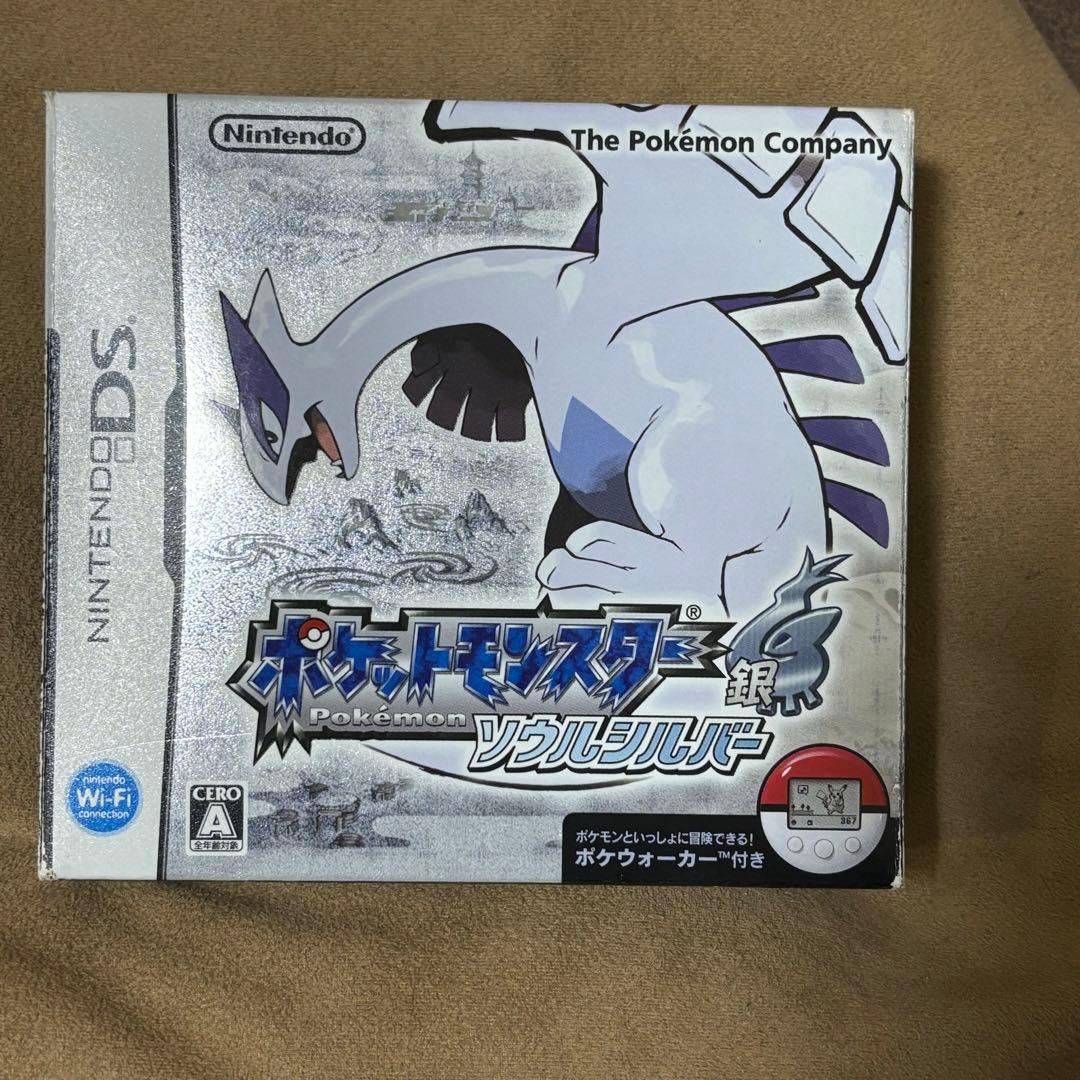 Nintendo®
The Pokémon Company
NINTENDO DS®
ポケットモンスター®
Pokémon
銀
ソウルシルバー
nintendo
Wi-Fi
connection
CERO
A
全年齢対象
ポケモンといっしょに冒険できる!
ポケウォーカー™付き
367